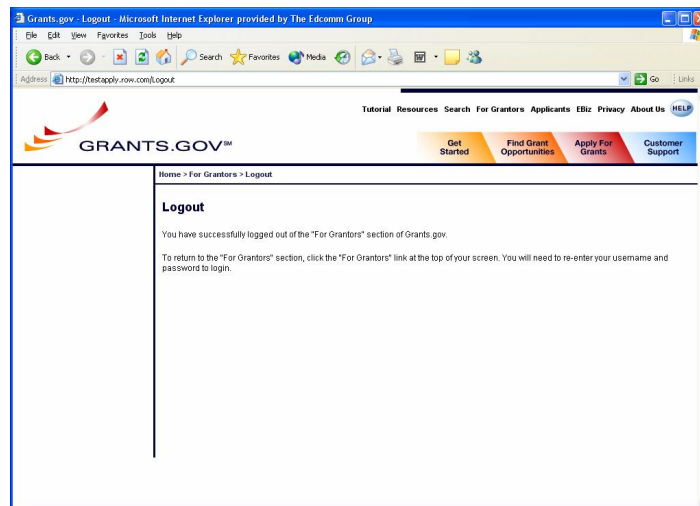 Grants.gov - Logout - Microsoft Internet Explorer provided by The Edcomm Group
File Edit View Favorites Tools Help
Back Search Favorites Media
Address http://testapply.row.com/Logout Go Links
Tutorial Resources Search For Grantors Applicants EBiz Privacy About Us HELP
GRANTS.GOV SM
Get Started Find Grant Opportunities Apply For Grants Customer Support
Home > For Grantors > Logout
Logout
You have successfully logged out of the "For Grantors" section of Grants.gov.
To return to the "For Grantors" section, click the "For Grantors" link at the top of your screen. You will need to re-enter your username and
password to login.